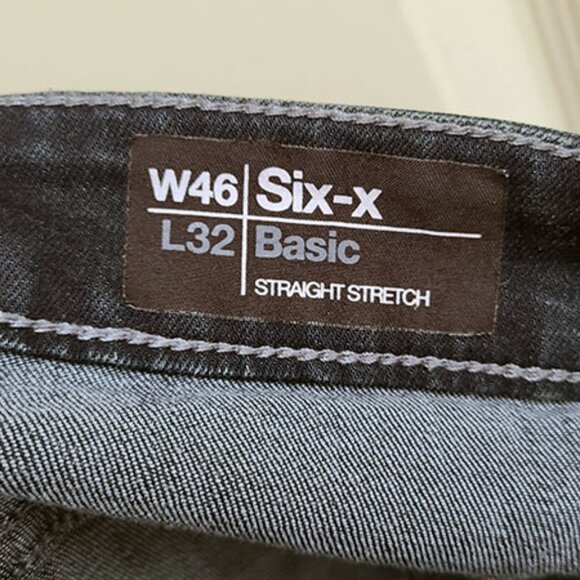 W46 Six-x
L32 Basic
STRAIGHT STRETCH